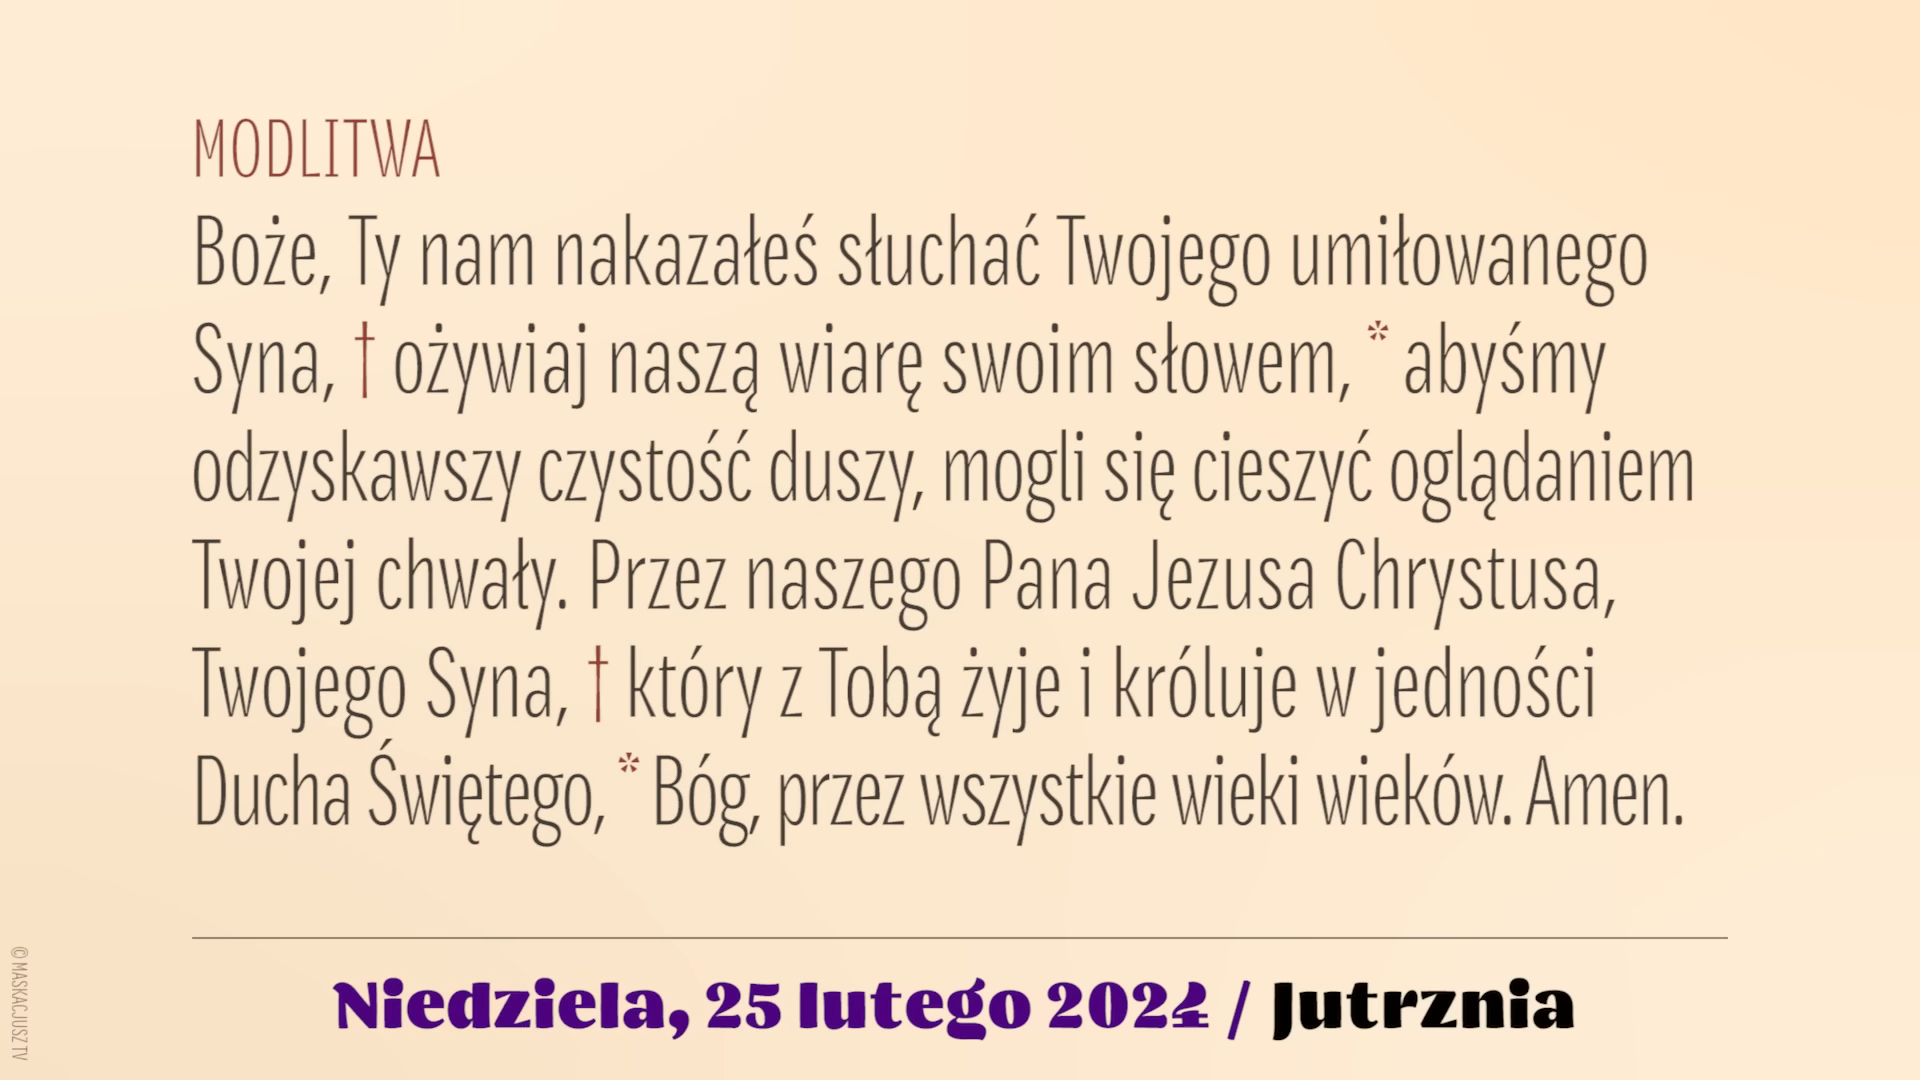 MODLITWA
Boże, Ty nam nakazałeś słuchać Twojego umiłowanego
Syna, † ożywiaj naszą wiarę swoim słowem, * abyśmy
odzyskawszy czystość duszy, mogli się cieszyć oglądaniem
Twojej chwały. Przez naszego Pana Jezusa Chrystusa,
Twojego Syna, † który z Tobą żyje i króluje w jedności
Ducha Świętego, * Bóg, przez wszystkie wieki wieków. Amen.
Niedziela, 25 lutego 2024 / Jutrznia
© MASKACJUSZ TV